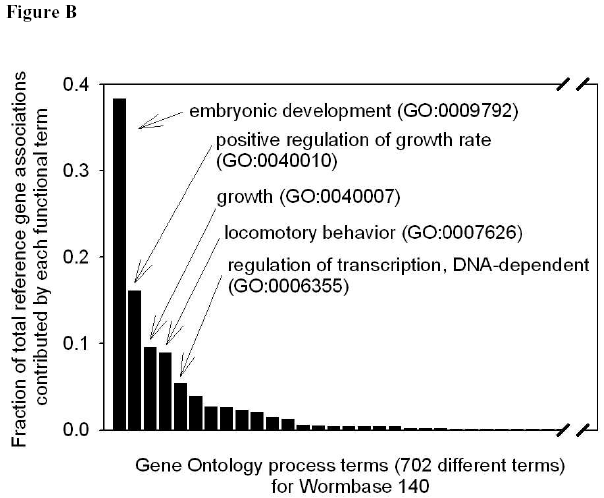 Figure B
Fraction of total reference gene associations
contributed by each functional term
0.4
0.3
0.2
0.1
0.0
embryonic development (GO:0009792)
positive regulation of growth rate
(GO:0040010)
growth (GO:0040007)
locomotory behavior (GO:0007626)
regulation of transcription, DNA-dependent
(GO:0006355)
Gene Ontology process terms (702 different terms)
for Wormbase 140